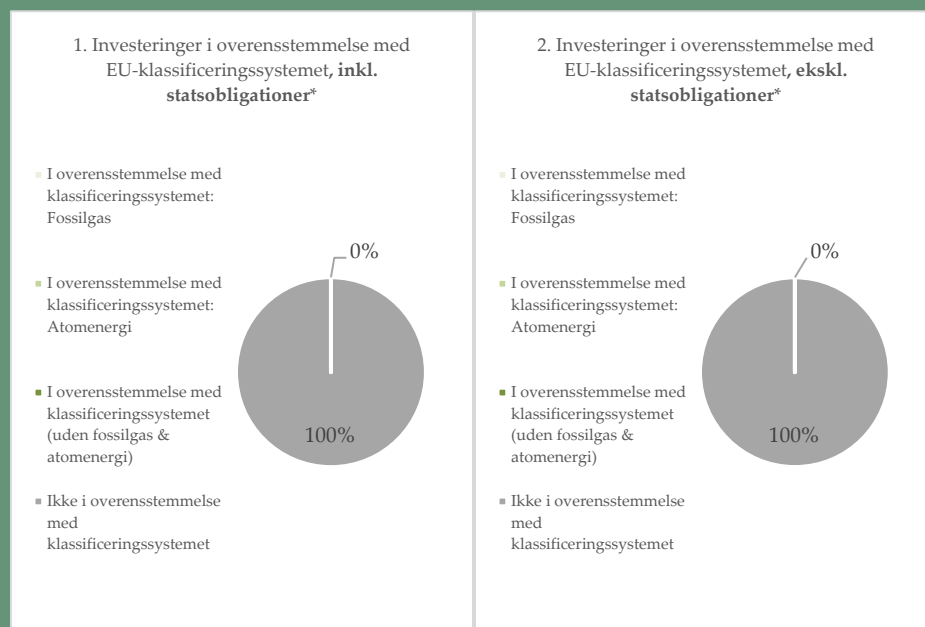 1. Investeringer i overensstemmelse med
EU-klassificeringssystemet, inkl.
statsobligationer*
I overensstemmelse med
klassificeringssystemet:
Fossilgas
I overensstemmelse med
klassificeringssystemet:
Atomenergi
I overensstemmelse med
klassificeringssystemet
(uden fossilgas &
atomenergi)
Ikke i overensstemmelse
med
klassificeringssystemet
0%
100%
2. Investeringer i overensstemmelse med
EU-klassificeringssystemet, ekskl.
statsobligationer*
I overensstemmelse med
klassificeringssystemet:
Fossilgas
I overensstemmelse med
klassificeringssystemet:
Atomenergi
I overensstemmelse med
klassificeringssystemet
(uden fossilgas &
atomenergi)
Ikke i overensstemmelse
med
klassificeringssystemet
0%
100%